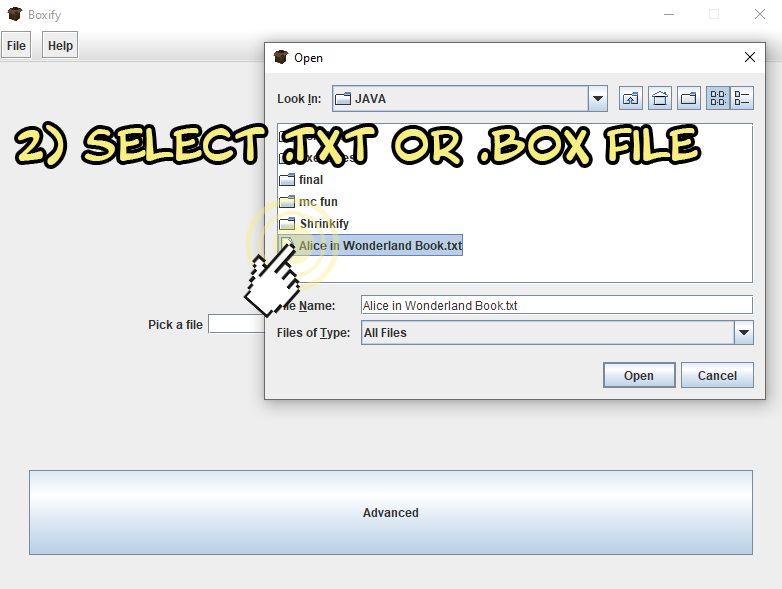 Boxify
File
Help
Open
Look In:
JAVA
2) SELECT .TXT OR .BOX FILE
final
mc fun
Shrinkify
Alice in Wonderland Book.txt
Name:
Alice in Wonderland Book.txt
Pick a file
Files of Type:
All Files
Open
Cancel
Advanced